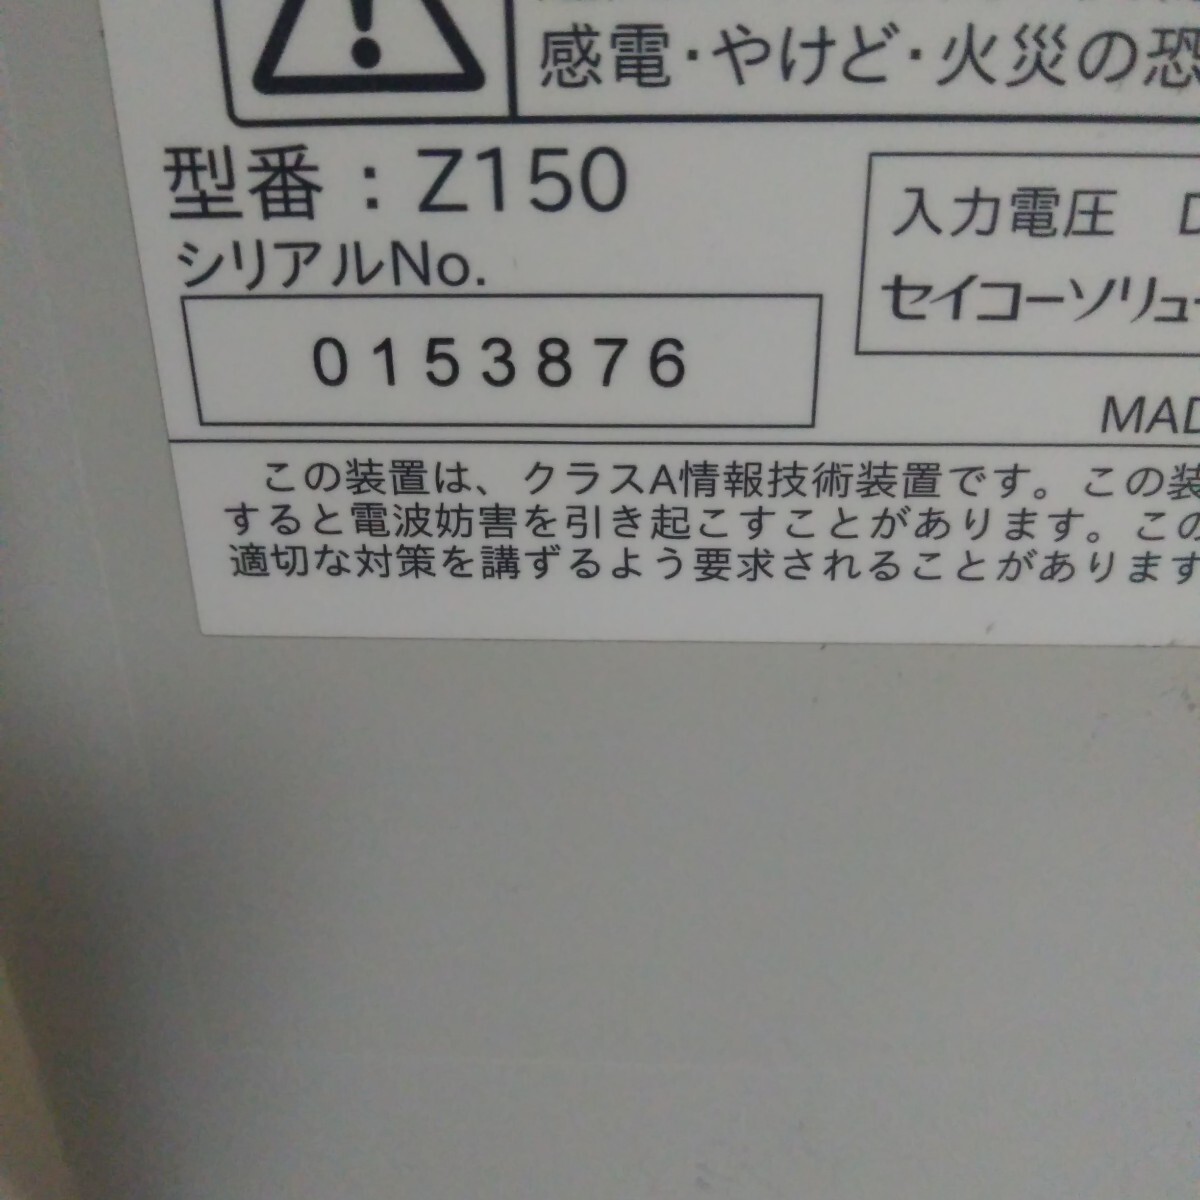 感電・やけど・火災の恐
型番：Z150
シリアルNo.
0153876
入力電圧 D
セイコーソリュー
MAD
この装置は、クラスA情報技術装置です。この装
すると電波妨害を引き起こすことがあります。この
適切な対策を講ずるよう要求されることがあります